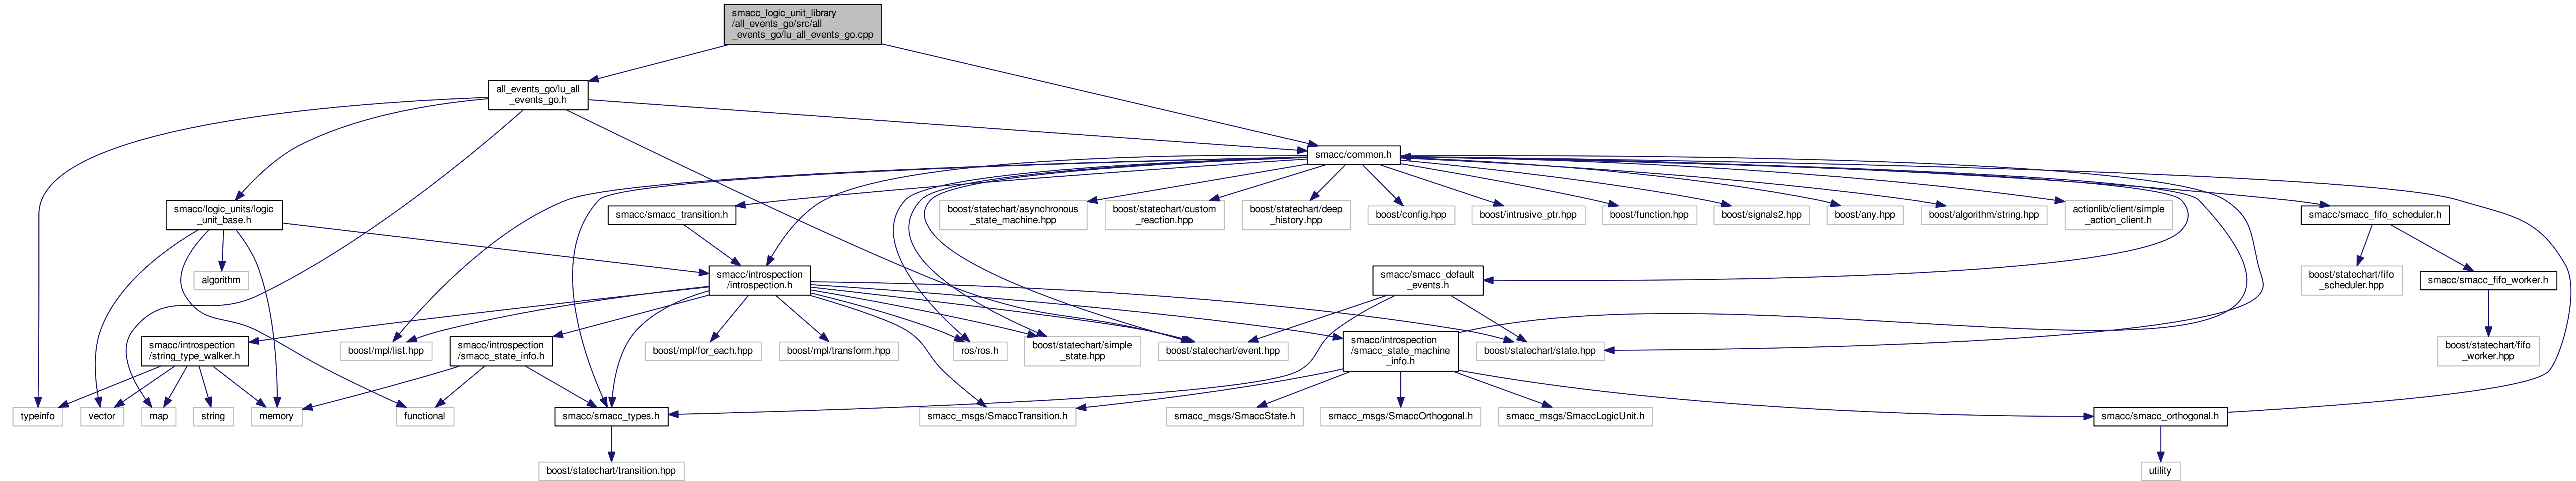 smacc_logic_unit_library
/all_events_go/src/all
_events_go/lu_all_events_go.cpp
all_events_go/lu_all
_events_go.h
smacc/common.h
smacc/logic_units/logic
_unit_base.h
smacc/smacc_transition.h
boost/statechart/asynchronous
_state_machine.hpp
boost/statechart/custom
_reaction.hpp
boost/statechart/deep
_history.hpp
boost/config.hpp
boost/intrusive_ptr.hpp
boost/function.hpp
boost/signals2.hpp
boost/any.hpp
boost/algorithm/string.hpp
actionlib/client/simple
_action_client.h
smacc/smacc_fifo_scheduler.h
algorithm
smacc/introspection
/introspection.h
smacc/smacc_default
_events.h
boost/statechart/fifo
_scheduler.hpp
smacc/smacc_fifo_worker.h
smacc/introspection
/string_type_walker.h
boost/mpl/list.hpp
smacc/introspection
/smacc_state_info.h
boost/mpl/for_each.hpp
boost/mpl/transform.hpp
ros/ros.h
boost/statechart/simple
_state.hpp
boost/statechart/event.hpp
smacc/introspection
/smacc_state_machine
_info.h
boost/statechart/state.hpp
boost/statechart/fifo
_worker.hpp
typeinfo
vector
map
string
memory
functional
smacc/smacc_types.h
smacc_msgs/SmaccTransition.h
smacc_msgs/SmaccState.h
smacc_msgs/SmaccOrthogonal.h
smacc_msgs/SmaccLogicUnit.h
smacc/smacc_orthogonal.h
boost/statechart/transition.hpp
utility